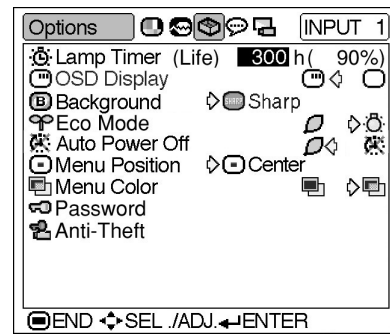 Options INPUT 1
Lamp Timer (Life) 300 h( 90%)
OSD Display
B Background SHARP Sharp
Eco Mode
Auto Power Off
Menu Position Center
Menu Color
Password
Anti-Theft
END SEL ./ADJ. ENTER